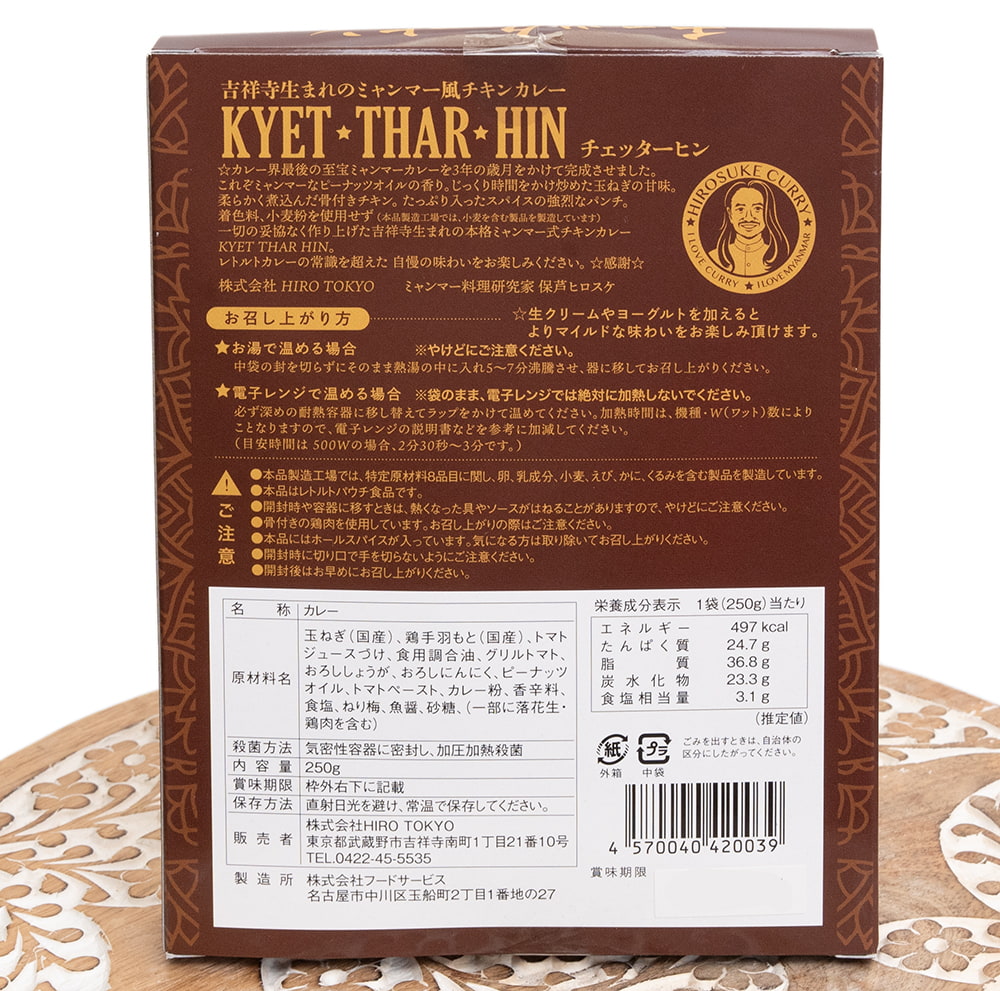 吉祥寺生まれのミャンマー風チキンカレー
KYET★THAR★HIN チェッターヒン
☆カレー界最後の至宝ミャンマーカレーを3年の歳月をかけて完成させました。
これぞミャンマーなピーナッツオイルの香り。じっくり時間をかけ炒めた玉ねぎの甘味。
柔らかく煮込んだ骨付きチキン。たっぷり入ったスパイスの強烈なパンチ。
着色料、小麦粉を使用せず(本品製造工場では、小麦を含む製品を製造しています)
一切の妥協なく作り上げた吉祥寺生まれの本格ミャンマー式チキンカレー
KYET THAR HIN。
レトルトカレーの常識を超えた 自慢の味わいをお楽しみください。☆感謝☆
株式会社 HIRO TOKYO ミャンマー料理研究家 保芦ヒロスケ
★HIROSUKE CURRY★
I LOVE CURRY ★ I LOVE MYANMAR
お召し上がり方
☆生クリームやヨーグルトを加えると
よりマイルドな味わいをお楽しみ頂けます。
★お湯で温める場合 ※やけどにご注意ください。
中袋の封を切らずにそのまま熱湯の中に入れ5〜7分沸騰させ、器に移してお召し上がりください。
★電子レンジで温める場合 ※袋のまま、電子レンジでは絶対に加熱しないでください。
必ず深めの耐熱容器に移し替えてラップをかけて温めてください。加熱時間は、機種・W(ワット)数により
ことなりますので、電子レンジの説明書などを参考に加減してください。
(目安時間は 500Wの場合、2分30秒〜3分です。)
ご注意
●本品製造工場では、特定原材料8品目に関し、卵、乳成分、小麦、えび、かに、くるみを含む製品を製造しています。
●本品はレトルトパウチ食品です。
●開封時や容器に移すときは、熱くなった具やソースがはねることがありますので、やけどにご注意ください。
●骨付きの鶏肉を使用しています。お召し上がりの際はご注意ください。
●本品にはホールスパイスが入っています。気になる方は取り除いてお召し上がりください。
●開封時に切り口で手を切らないようにご注意ください。
●開封後はお早めにお召し上がりください。
名称 カレー
原材料名
玉ねぎ(国産)、鶏手羽もと(国産)、トマト
ジュースづけ、食用調合油、グリルトマト、
おろししょうが、おろしにんにく、ピーナッツ
オイル、トマトペースト、カレー粉、香辛料、
食塩、ねり梅、魚醤、砂糖、(一部に落花生・
鶏肉を含む)
殺菌方法 気密性容器に密封し、加圧加熱殺菌
内容量 250g
賞味期限 枠外右下に記載
保存方法 直射日光を避け、常温で保存してください。
販売者
株式会社HIRO TOKYO
東京都武蔵野市吉祥寺南町1丁目21番10号
TEL.0422-45-5535
製造所 株式会社フードサービス
名古屋市中川区玉船町2丁目1番地の27
栄養成分表示 1袋(250g)当たり
エネルギー 497 kcal
たんぱく質 24.7 g
脂質 36.8 g
炭水化物 23.3 g
食塩相当量 3.1 g
(推定値)
紙
外箱
プラ
中袋
ごみを出すときは、自治体の
区分にしたがってください。
4 570040 420039
賞味期限